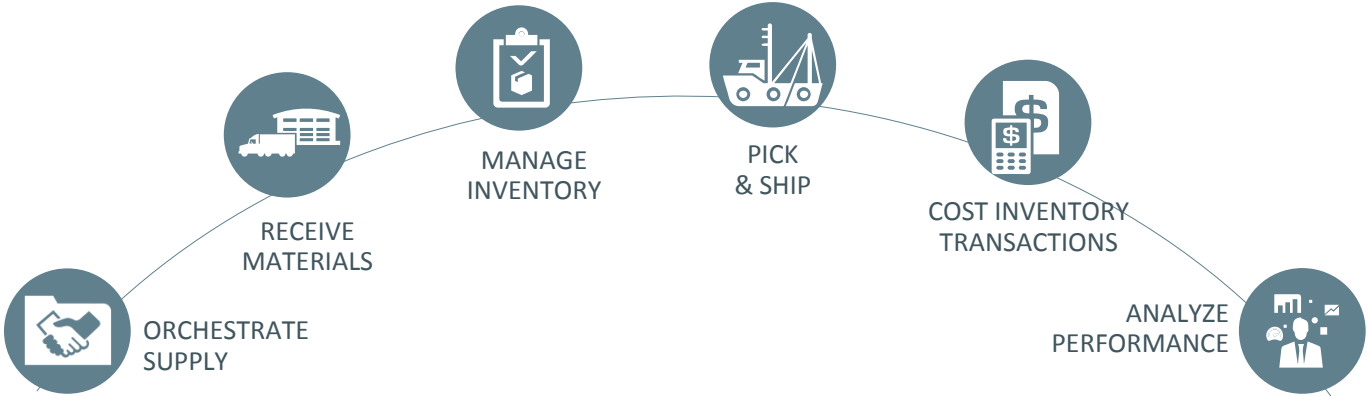 ORCHESTRATE
SUPPLY
RECEIVE
MATERIALS
MANAGE
INVENTORY
PICK
& SHIP
$
$
COST INVENTORY
TRANSACTIONS
ANALYZE
PERFORMANCE